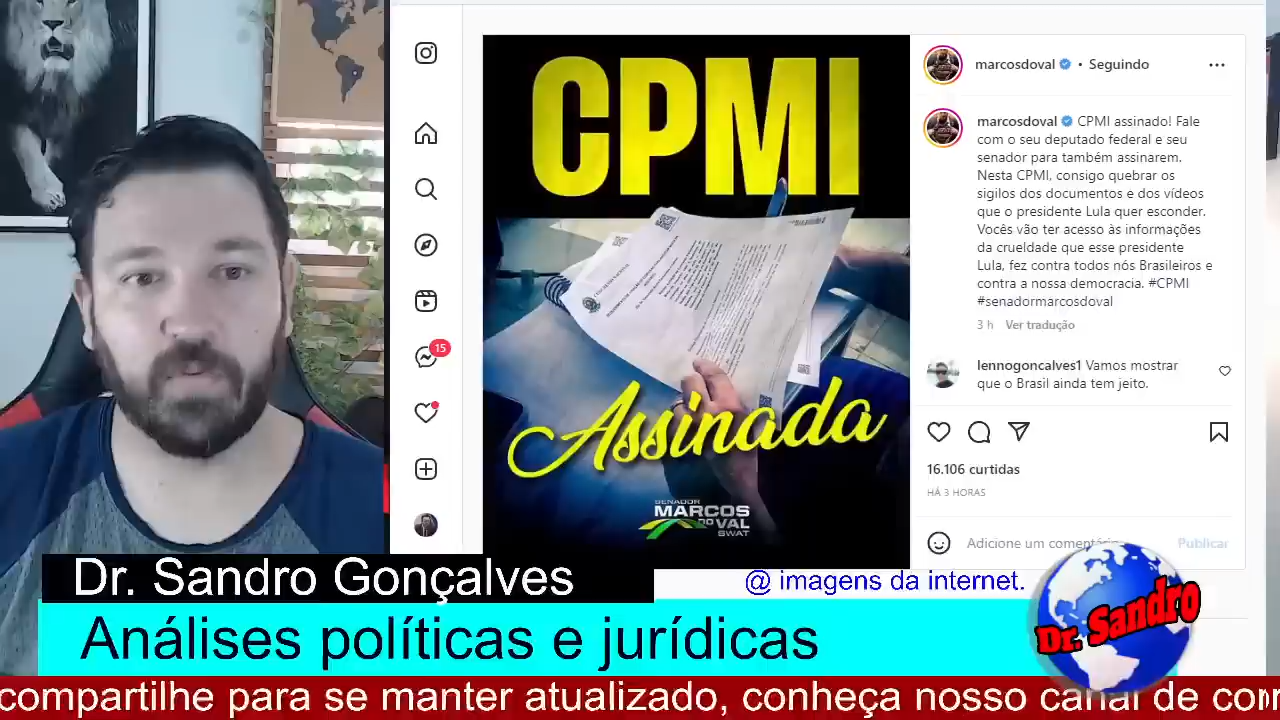 CPMI
Assinada
SENADOR
MARCOS
DO VAL
SWAT
marcosdoval • Seguindo
marcosdoval CPMI assinado! Fale
com o seu deputado federal e seu
senador para também assinarem.
Nesta CPMI, consigo quebrar os
sigilos dos documentos e dos vídeos
que o presidente Lula quer esconder.
Vocês vão ter acesso às informações
da crueldade que esse presidente
Lula, fez contra todos nós Brasileiros e
contra a nossa democracia. #CPMI
#senadormarcosdoval
3 h Ver tradução
lennogoncalves1 Vamos mostrar
que o Brasil ainda tem jeito.
15
16.106 curtidas
HÁ 3 HORAS
Adicione um comentário...
Publicar
@ imagens da internet.
Dr. Sandro Gonçalves
Análises políticas e jurídicas
Dr. Sandro
compartilhe para se manter atualizado, conheça nosso canal de